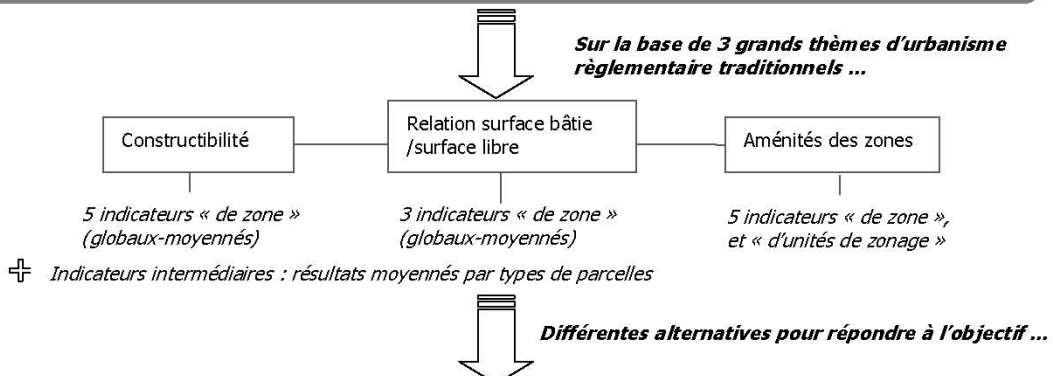 Sur la base de 3 grands thèmes d'urbanisme
règlementaire traditionnels ...
Constructibilité
Relation surface bâtie
/surface libre
Aménités des zones
5 indicateurs « de zone »
(globaux-moyennés)
3 indicateurs « de zone »
(globaux-moyennés)
5 indicateurs « de zone »,
et « d'unités de zonage »
Indicateurs intermédiaires : résultats moyennés par types de parcelles
Différentes alternatives pour répondre à l'objectif ...